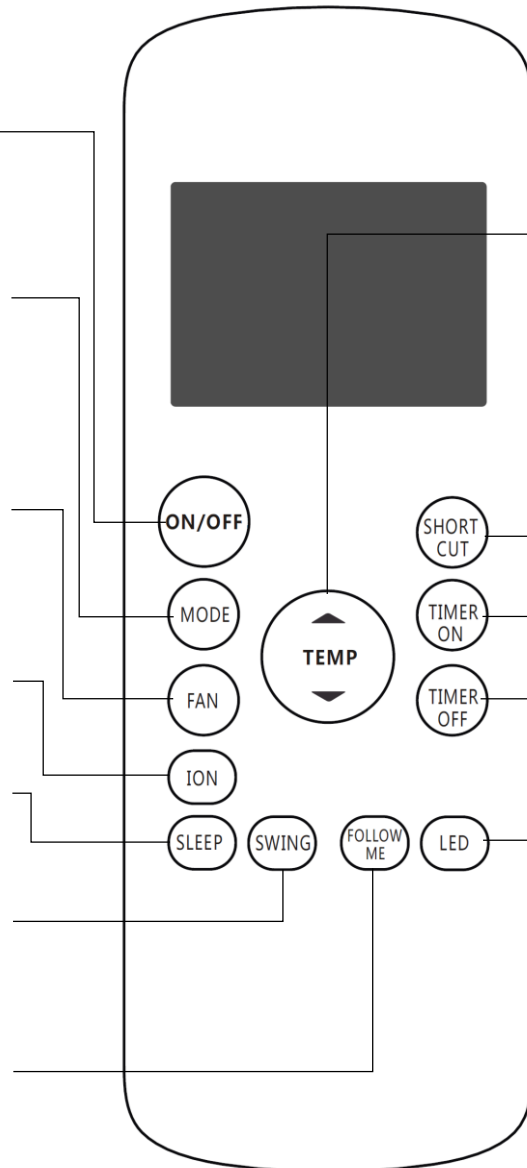 ON/OFF
SHORT
CUT
MODE
TEMP
TIMER
ON
FAN
TIMER
OFF
ION
SLEEP
SWING
FOLLOW
ME
LED